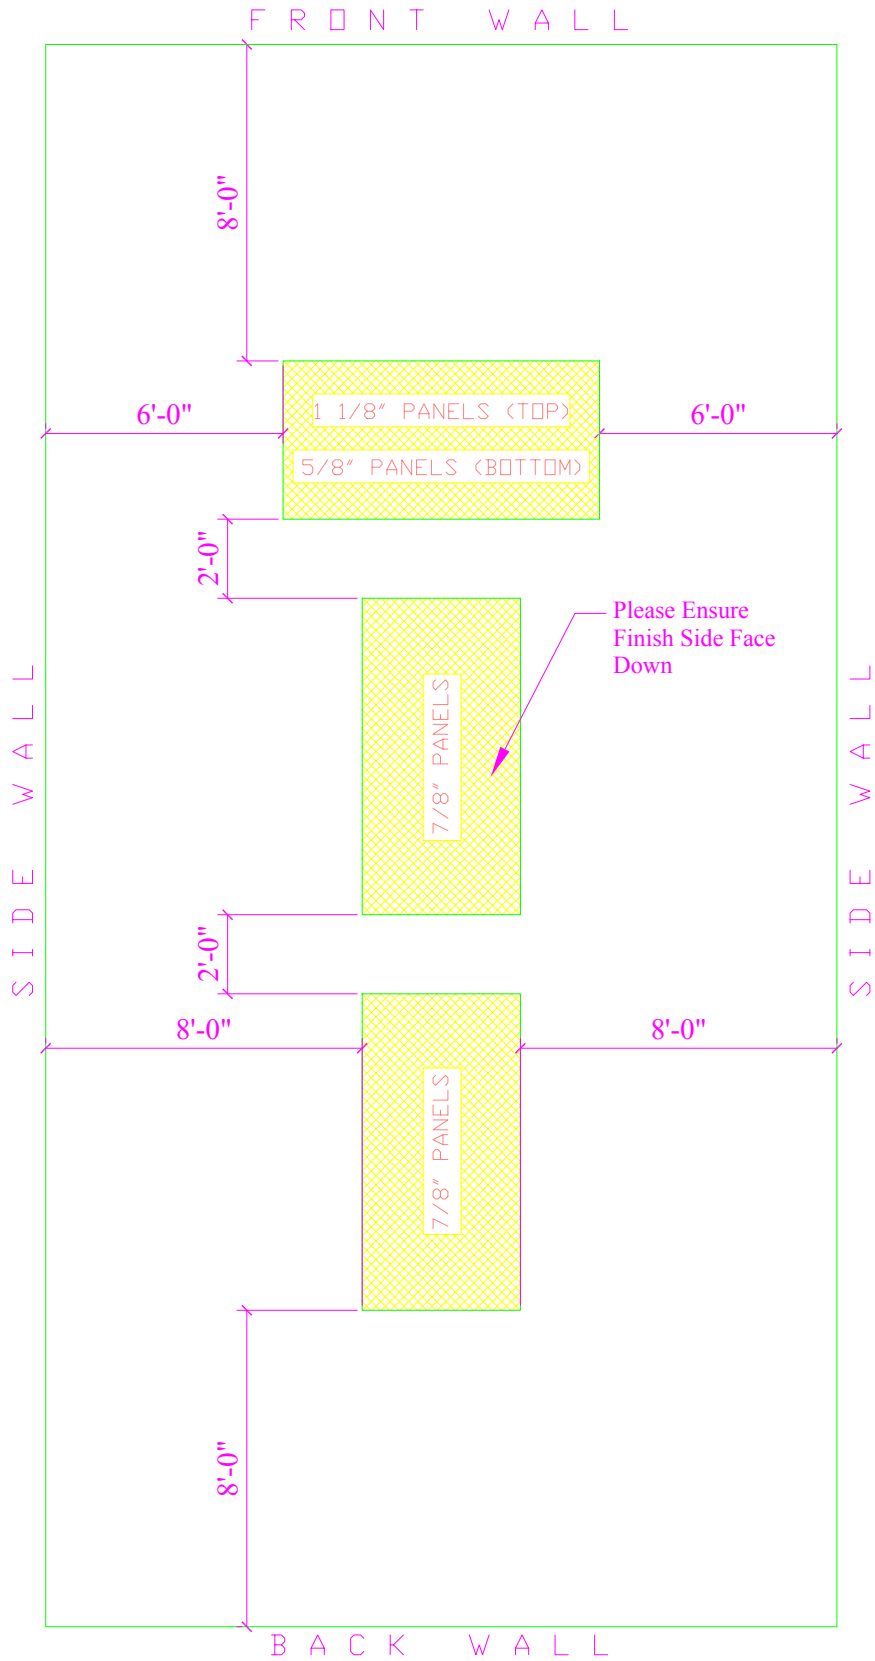 FRONT WALL
8'-0"
1 1/8" PANELS (TOP)
6'-0"
6'-0"
5/8" PANELS (BOTTOM)
2'-0"
Please Ensure
Finish Side Face
Down
7/8" PANELS
SIDE WALL
SIDE WALL
2'-0"
8'-0"
8'-0"
7/8" PANELS
8'-0"
BACK WALL